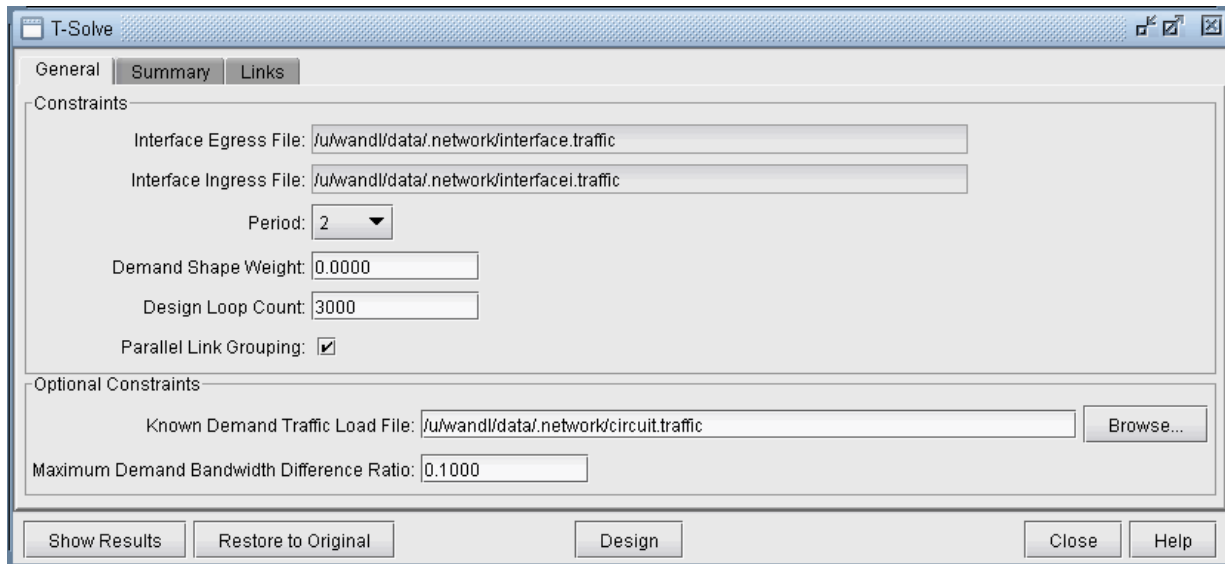 T-Solve
General Summary Links
Constraints
Interface Egress File: /u/wandl/data/.network/interface.traffic
Interface Ingress File: /u/wandl/data/.network/interfacei.traffic
Period: 2
Demand Shape Weight: 0.0000
Design Loop Count: 3000
Parallel Link Grouping:
Optional Constraints
Known Demand Traffic Load File: /u/wandl/data/.network/circuit.traffic Browse...
Maximum Demand Bandwidth Difference Ratio: 0.1000
Show Results Restore to Original Design Close Help